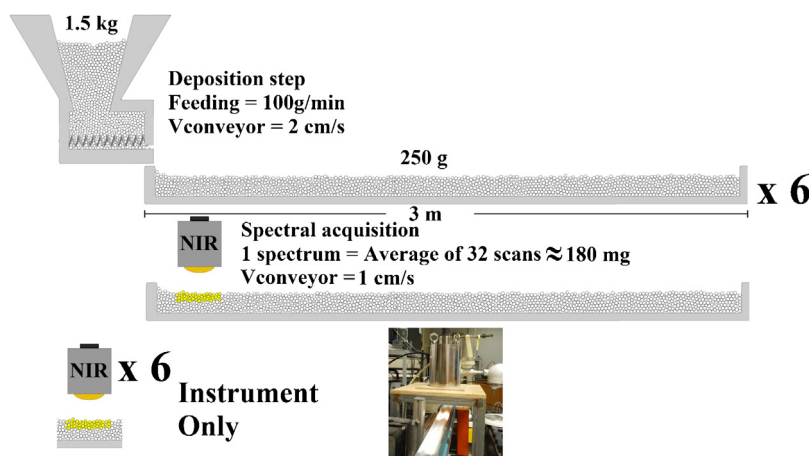 1.5 kg
Deposition step
Feeding = 100g/min
Vconveyor = 2 cm/s
250 g
x 6
3 m
NIR
Spectral acquisition
1 spectrum = Average of 32 scans ≈ 180 mg
Vconveyor = 1 cm/s
NIR
x 6
Instrument
Only